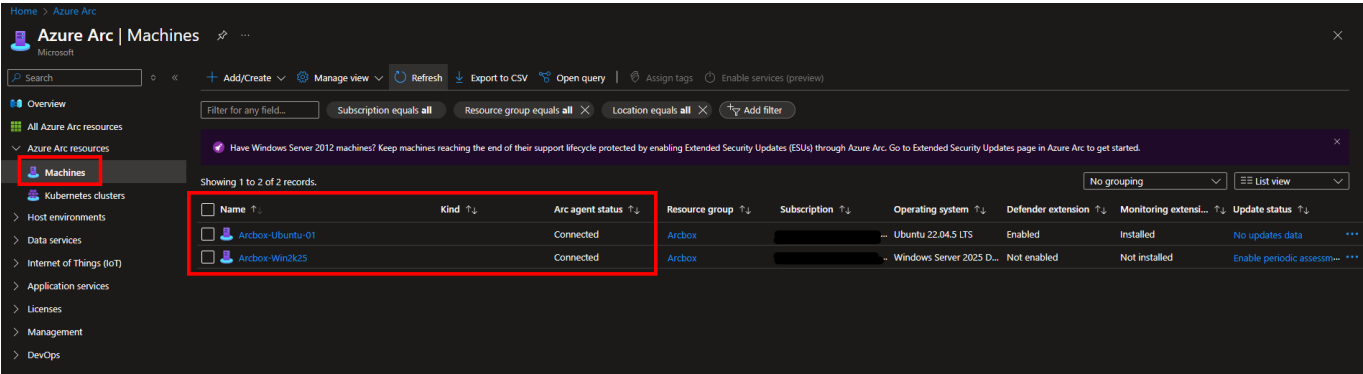 Home > Azure Arc
Azure Arc | Machines
Microsoft
Search
Add/Create
Manage view
Refresh
Export to CSV
Open query
Assign tags
Enable services (preview)
Overview
All Azure Arc resources
Azure Arc resources
Machines
Kubernetes clusters
Host environments
Data services
Internet of Things (IoT)
Application services
Licenses
Management
DevOps
Filter for any field...
Subscription equals all
Resource group equals all
Location equals all
Add filter
Have Windows Server 2012 machines? Keep machines reaching the end of their support lifecycle protected by enabling Extended Security Updates (ESUs) through Azure Arc. Go to Extended Security Updates page in Azure Arc to get started.
Showing 1 to 2 of 2 records.
No grouping
List view
Name Kind Arc agent status Resource group Subscription Operating system Defender extension Monitoring extensi... Update status
Arcbox-Ubuntu-01 Connected Arcbox ... Ubuntu 22.04.5 LTS Enabled Installed No updates data
Arcbox-Win2k25 Connected Arcbox .. Windows Server 2025 D... Not enabled Not installed Enable periodic assessm...